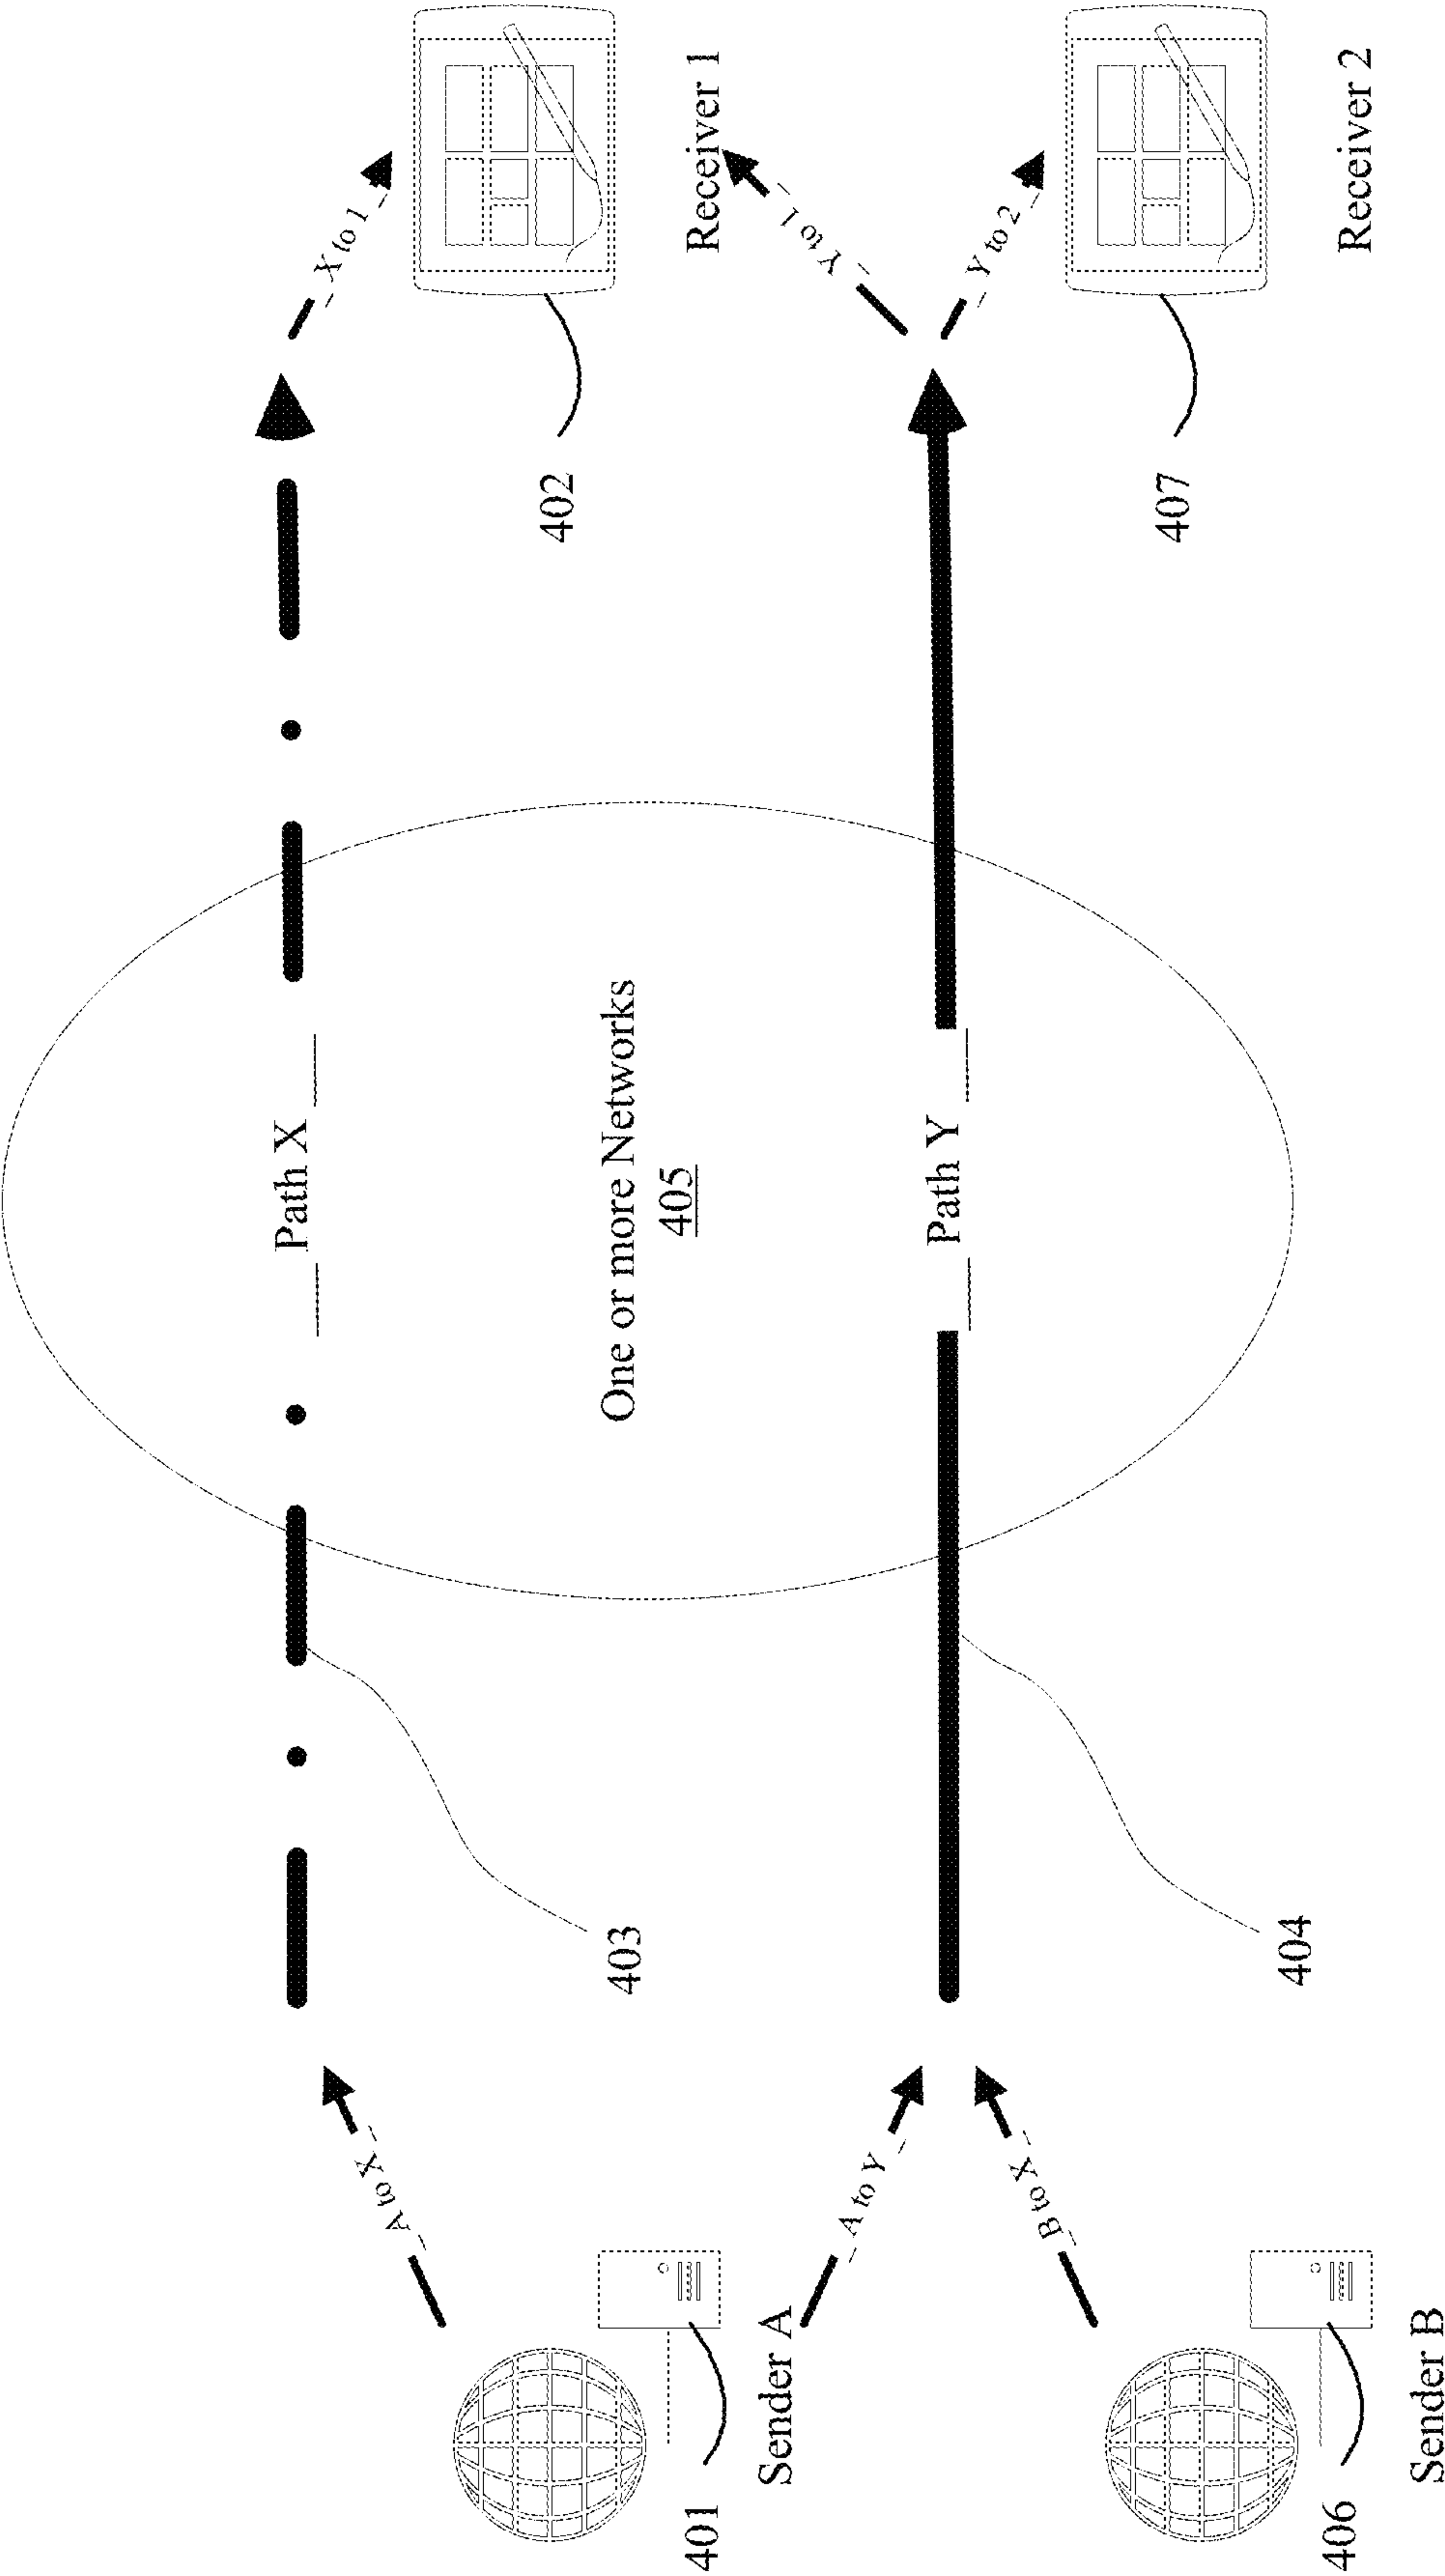 A to X
X to 1
Path X
403
402
401
Sender A
One or more Networks
405
Receiver 1
A to Y
Y to 1
Path Y
B to X
Y to 2
404
407
406
Sender B
Receiver 2